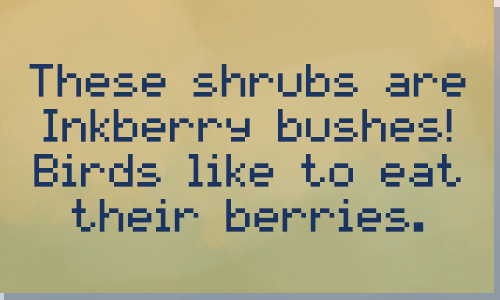 These shrubs are
Inkberry bushes!
Birds like to eat
their berries.